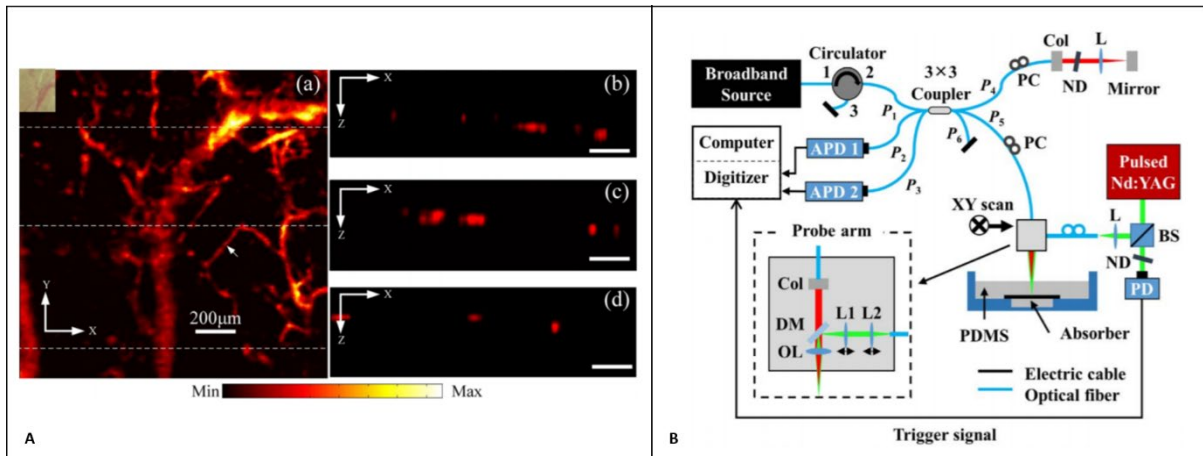 (a)
Y
X
200μm
Min
Max
X
Z
(b)
X
Z
(c)
X
Z
(d)
A
Broadband
Source
Circulator
1
2
3
3×3
Coupler
P1
P2
P3
P4
P5
P6
PC
Col
L
ND
Mirror
PC
Computer
Digitizer
APD 1
APD 2
Pulsed
Nd:YAG
XY scan
L
BS
ND
PD
Probe arm
Col
DM
L1
L2
OL
PDMS
Absorber
Electric cable
Optical fiber
Trigger signal
B